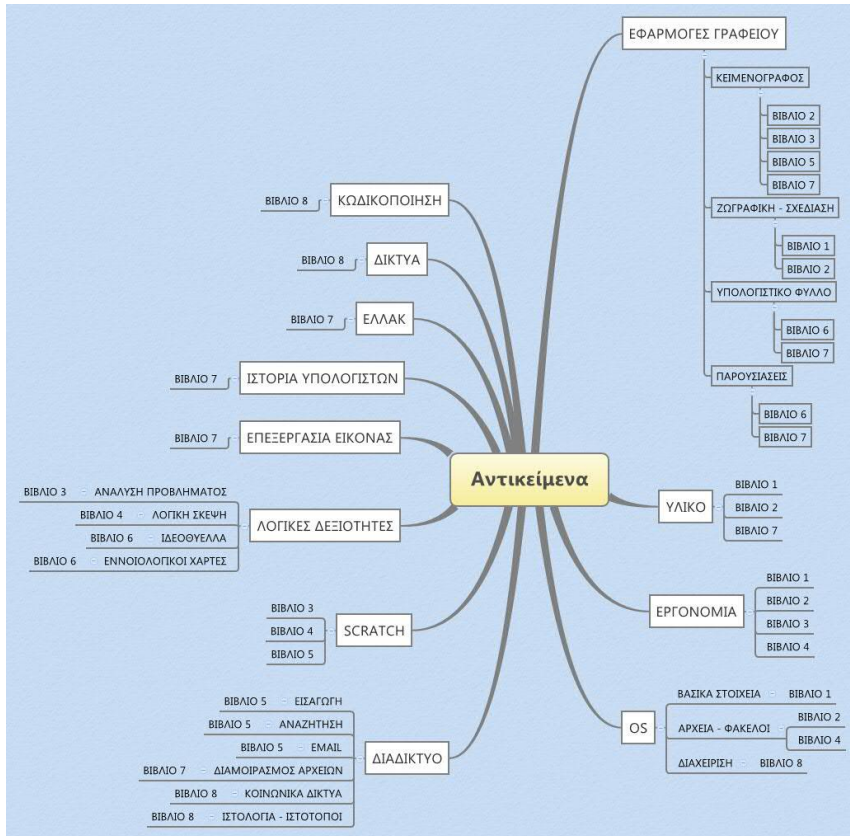 Αντικείμενα
ΕΦΑΡΜΟΓΕΣ ΓΡΑΦΕΙΟΥ
ΚΕΙΜΕΝΟΓΡΑΦΟΣ
ΒΙΒΛΙΟ 2
ΒΙΒΛΙΟ 3
ΒΙΒΛΙΟ 5
ΒΙΒΛΙΟ 7
ΖΩΓΡΑΦΙΚΗ - ΣΧΕΔΙΑΣΗ
ΒΙΒΛΙΟ 1
ΒΙΒΛΙΟ 2
ΥΠΟΛΟΓΙΣΤΙΚΟ ΦΥΛΛΟ
ΒΙΒΛΙΟ 6
ΒΙΒΛΙΟ 7
ΠΑΡΟΥΣΙΑΣΕΙΣ
ΒΙΒΛΙΟ 6
ΒΙΒΛΙΟ 7
ΥΛΙΚΟ
ΒΙΒΛΙΟ 1
ΒΙΒΛΙΟ 2
ΒΙΒΛΙΟ 7
ΕΡΓΟΝΟΜΙΑ
ΒΙΒΛΙΟ 1
ΒΙΒΛΙΟ 2
ΒΙΒΛΙΟ 3
ΒΙΒΛΙΟ 4
OS
ΒΑΣΙΚΑ ΣΤΟΙΧΕΙΑ
ΒΙΒΛΙΟ 1
ΑΡΧΕΙΑ - ΦΑΚΕΛΟΙ
ΒΙΒΛΙΟ 2
ΒΙΒΛΙΟ 4
ΔΙΑΧΕΙΡΙΣΗ
ΒΙΒΛΙΟ 8
ΚΩΔΙΚΟΠΟΙΗΣΗ
ΒΙΒΛΙΟ 8
ΔΙΚΤΥΑ
ΒΙΒΛΙΟ 8
ΕΛΛΑΚ
ΒΙΒΛΙΟ 7
ΙΣΤΟΡΙΑ ΥΠΟΛΟΓΙΣΤΩΝ
ΒΙΒΛΙΟ 7
ΕΠΕΞΕΡΓΑΣΙΑ ΕΙΚΟΝΑΣ
ΒΙΒΛΙΟ 7
ΛΟΓΙΚΕΣ ΔΕΞΙΟΤΗΤΕΣ
ΑΝΑΛΥΣΗ ΠΡΟΒΛΗΜΑΤΟΣ
ΒΙΒΛΙΟ 3
ΛΟΓΙΚΗ ΣΚΕΨΗ
ΒΙΒΛΙΟ 4
ΙΔΕΟΘΥΕΛΛΑ
ΒΙΒΛΙΟ 6
ΕΝΝΟΙΟΛΟΓΙΚΟΙ ΧΑΡΤΕΣ
ΒΙΒΛΙΟ 6
SCRATCH
ΒΙΒΛΙΟ 3
ΒΙΒΛΙΟ 4
ΒΙΒΛΙΟ 5
ΔΙΑΔΙΚΤΥΟ
ΕΙΣΑΓΩΓΗ
ΒΙΒΛΙΟ 5
ΑΝΑΖΗΤΗΣΗ
ΒΙΒΛΙΟ 5
EMAIL
ΒΙΒΛΙΟ 5
ΔΙΑΜΟΙΡΑΣΜΟΣ ΑΡΧΕΙΩΝ
ΒΙΒΛΙΟ 7
ΚΟΙΝΩΝΙΚΑ ΔΙΚΤΥΑ
ΒΙΒΛΙΟ 8
ΙΣΤΟΛΟΓΙΑ - ΙΣΤΟΤΟΠΟΙ
ΒΙΒΛΙΟ 8